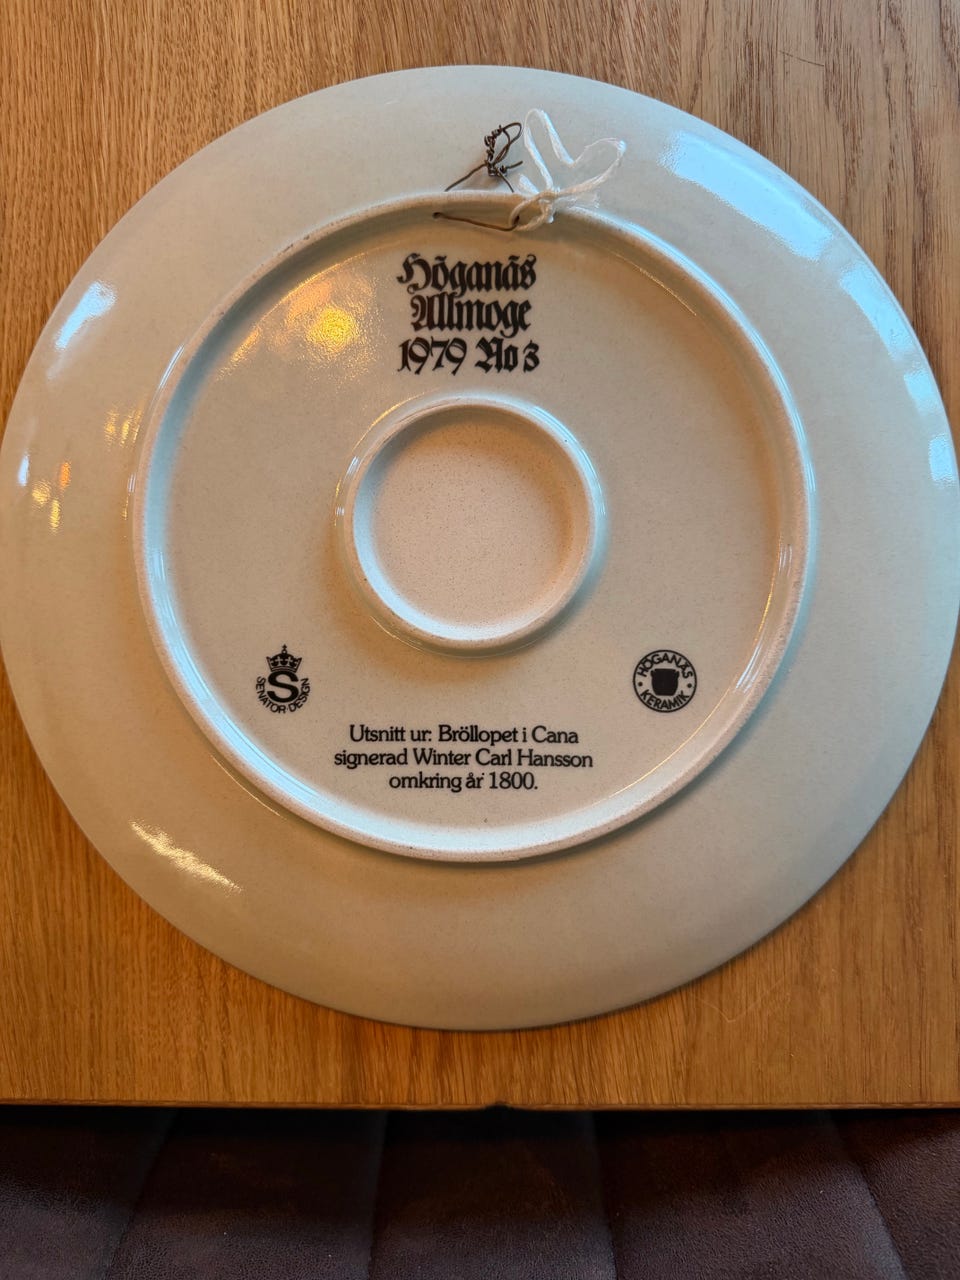 Höganäs
Allmoge
1979 No 3
S
SENATOR DESIGN
HÖGANÄS
KERAMIK
Utsnitt ur: Bröllopet i Cana
signerad Winter Carl Hansson
omkring år 1800.